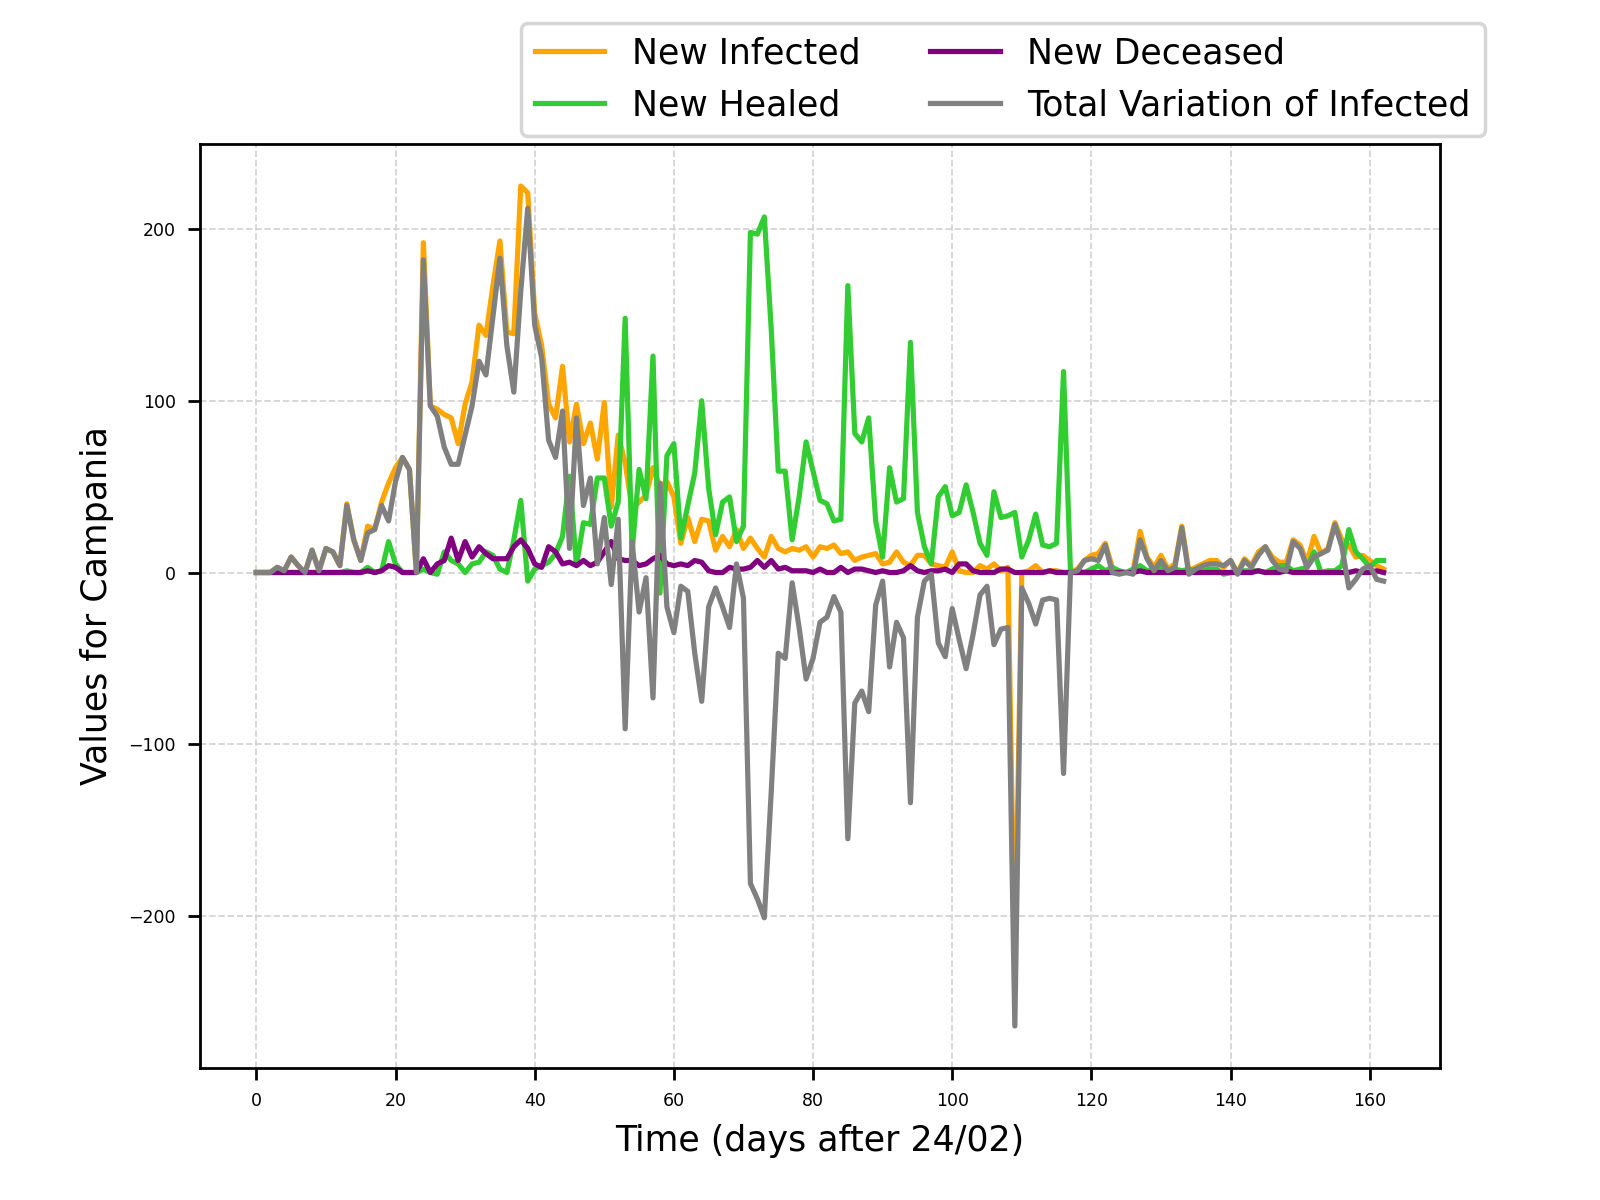 New Infected
New Deceased
New Healed
Total Variation of Infected
200
100
0
−100
−200
Values for Campania
0 20 40 60 80 100 120 140 160
Time (days after 24/02)